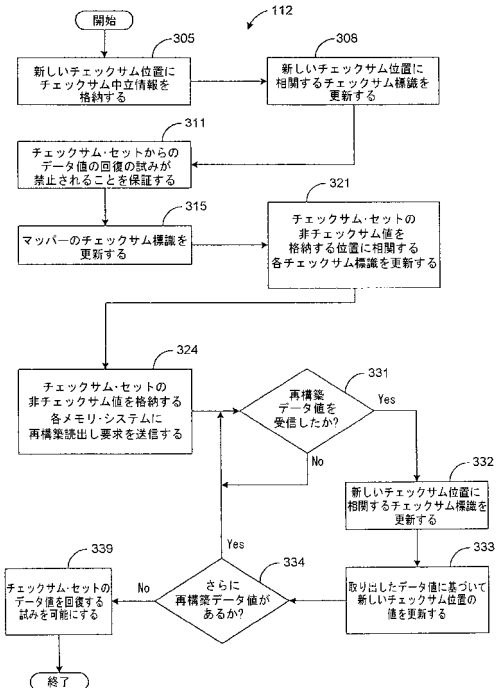 開始
112
305
新しいチェックサム位置に
チェックサム中立情報を
格納する
308
新しいチェックサム位置に
相関するチェックサム標識を
更新する
311
チェックサム・セットからの
データ値の回復の試みが
禁止されることを保証する
315
マッパーのチェックサム標識を
更新する
321
チェックサム・セットの
非チェックサム値を
格納する位置に相関する
各チェックサム標識を更新する
324
チェックサム・セットの
非チェックサム値を格納する
各メモリ・システムに
再構築読出し要求を送信する
331
再構築
データ値を
受信したか?
Yes
No
332
新しいチェックサム位置に
相関するチェックサム標識を
更新する
333
取り出したデータ値に基づいて
新しいチェックサム位置の
値を更新する
334
さらに
再構築データ値が
あるか?
Yes
No
339
チェックサム・セットの
データ値を回復する
試みを可能にする
終了